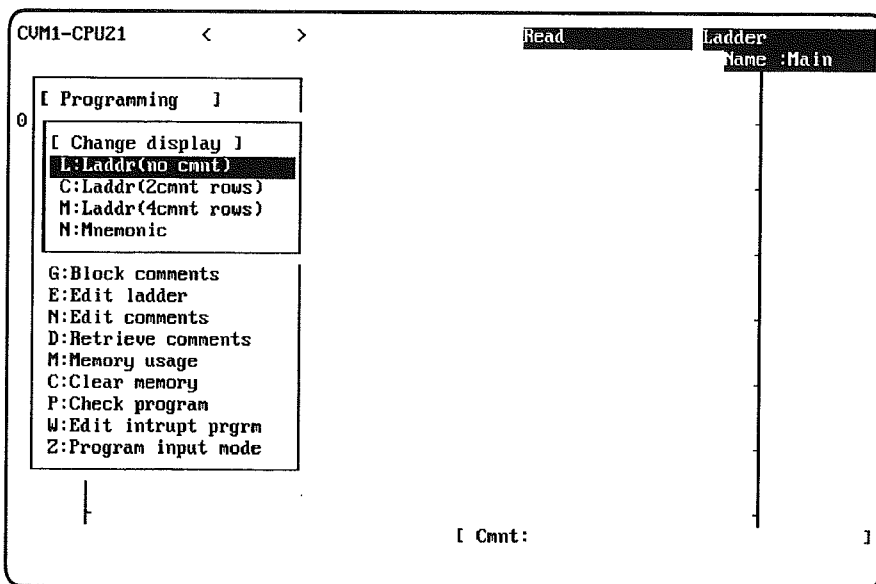 CVM1-CPU21 < > Read Ladder
Name :Main
[ Programming ]
0
[ Change display ]
L:Laddr(no cmnt)
C:Laddr(2cmnt rows)
M:Laddr(4cmnt rows)
N:Mnemonic
G:Block comments
E:Edit ladder
N:Edit comments
D:Retrieve comments
M:Memory usage
C:Clear memory
P:Check program
W:Edit intrupt prgrm
Z:Program input mode
[ Cmnt: ]